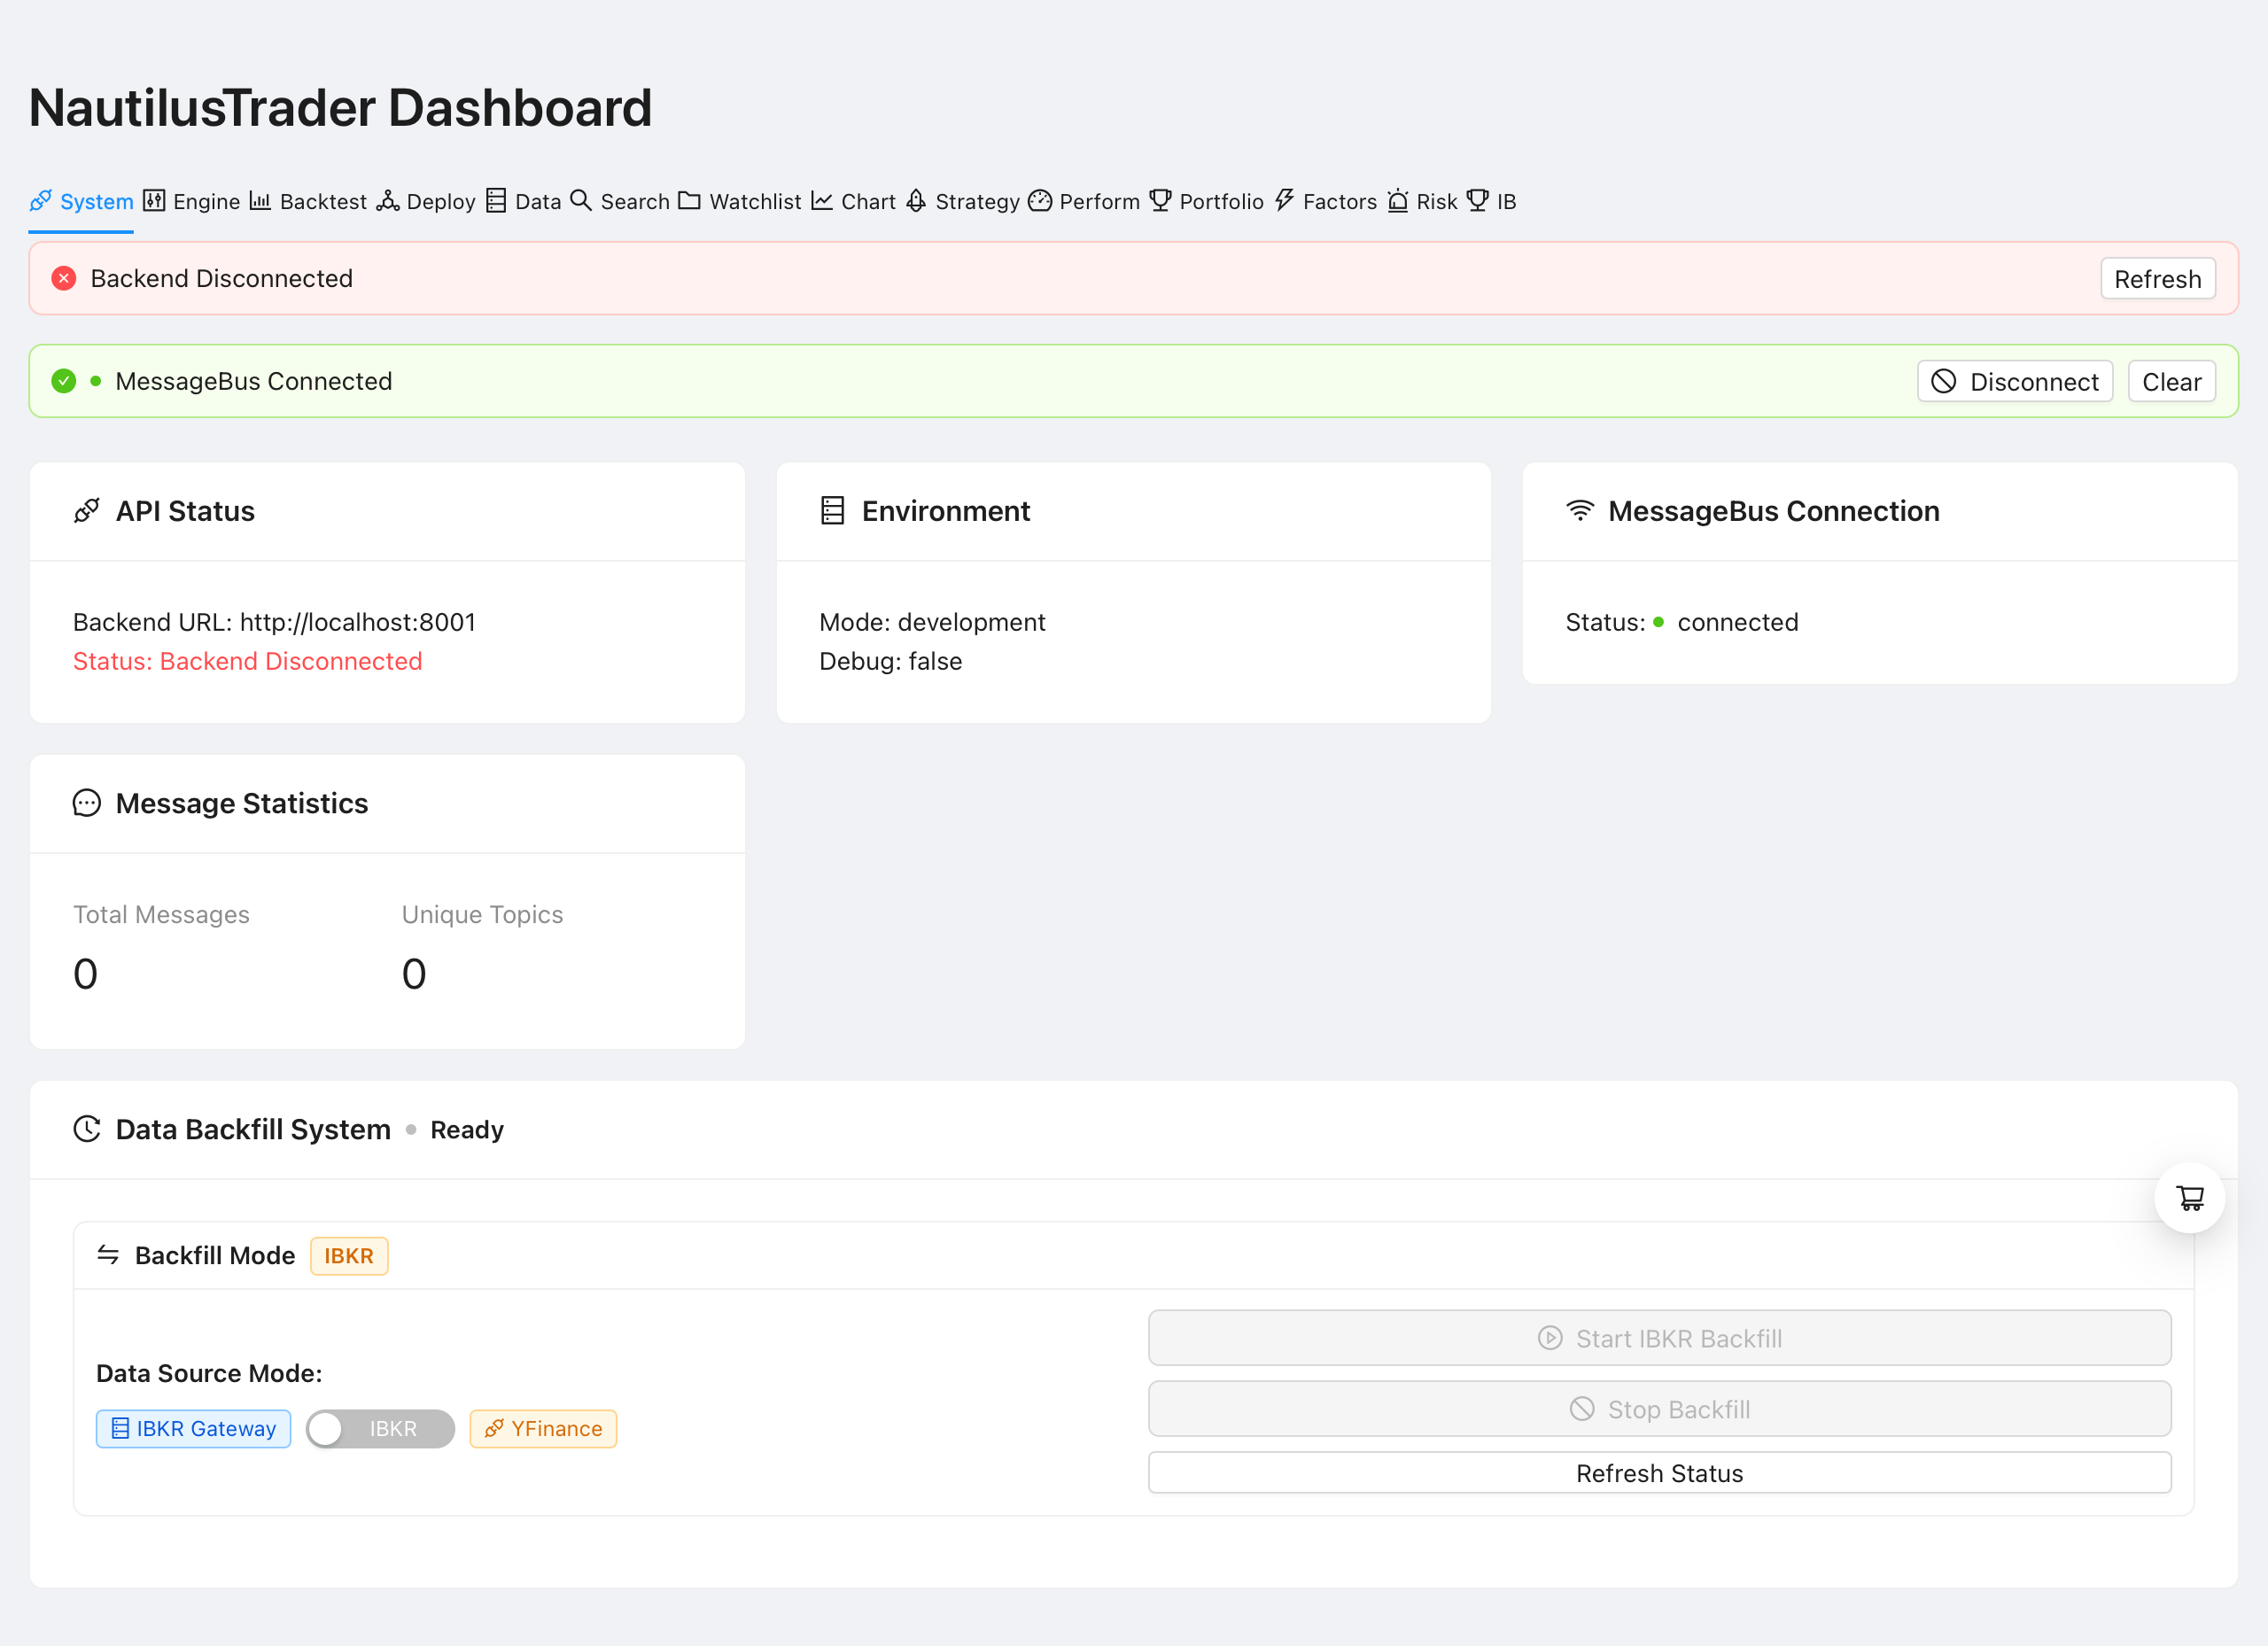 NautilusTrader Dashboard
System Engine Backtest Deploy Data Search Watchlist Chart Strategy Perform Portfolio Factors Risk IB
Backend Disconnected Refresh
MessageBus Connected Disconnect Clear
API Status
Backend URL: http://localhost:8001
Status: Backend Disconnected
Environment
Mode: development
Debug: false
MessageBus Connection
Status: connected
Message Statistics
Total Messages Unique Topics
0 0
Data Backfill System Ready
Backfill Mode IBKR
Data Source Mode:
IBKR Gateway IBKR YFinance
Start IBKR Backfill
Stop Backfill
Refresh Status